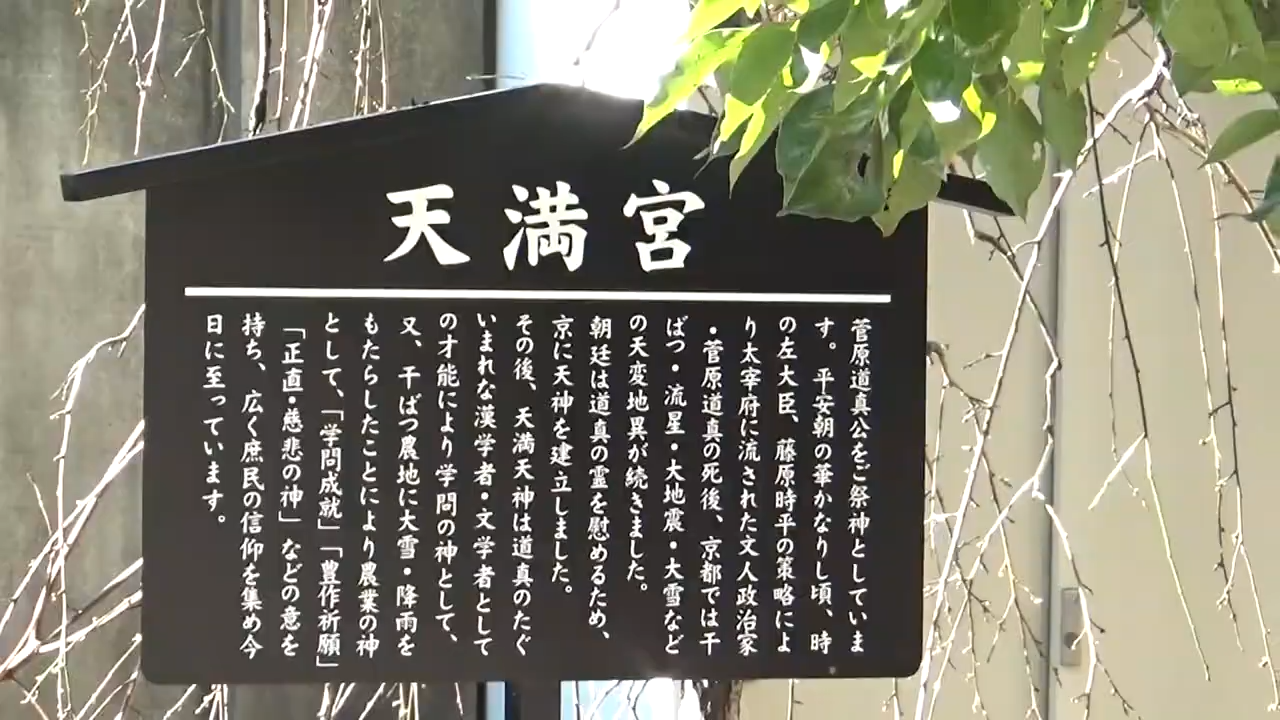 天満宮
菅原道真公をご祭神としていま
す。平安朝の華かなりし頃、時
の左大臣、藤原時平の策略によ
り太宰府に流された文人政治家
・菅原道真の死後、京都では干
ばつ・流星・大地震・大雪など
の天変地異が続きました。
朝廷は道真の霊を慰めるため、
京に天神を建立しました。
その後、天満天神は道真のたぐ
いまれな漢学者・文学者として
の才能により学問の神として、
又、干ばつ農地に大雪・降雨を
もたらしたことにより農業の神
として、「学問成就」「豊作祈願」
「正直・慈悲の神」などの意を
持ち、広く庶民の信仰を集め今
日に至っています。